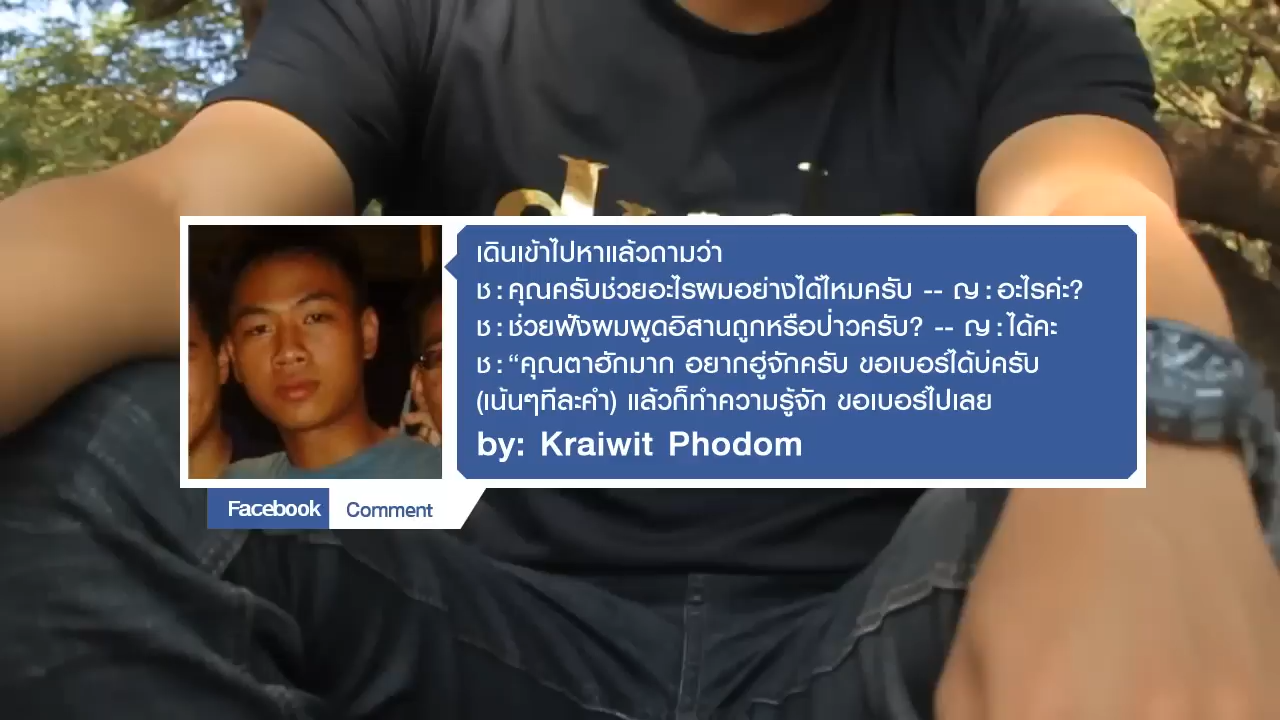 เดินเข้าไปหาแล้วถามว่า
ช : คุณครับช่วยอะไรผมอย่างได้ไหมครับ -- ญ : อะไรค่ะ?
ช : ช่วยฟังผมพูดอิสานถูกหรือป่าวครับ? -- ญ : ได้คะ
ช : “คุณตาฮักมาก อยากฮู่จักครับ ขอเบอร์ได้บ่ครับ
(เน้นๆทีละคำ) แล้วก็ทำความรู้จัก ขอเบอร์ไปเลย
by: Kraiwit Phodom
Facebook Comment